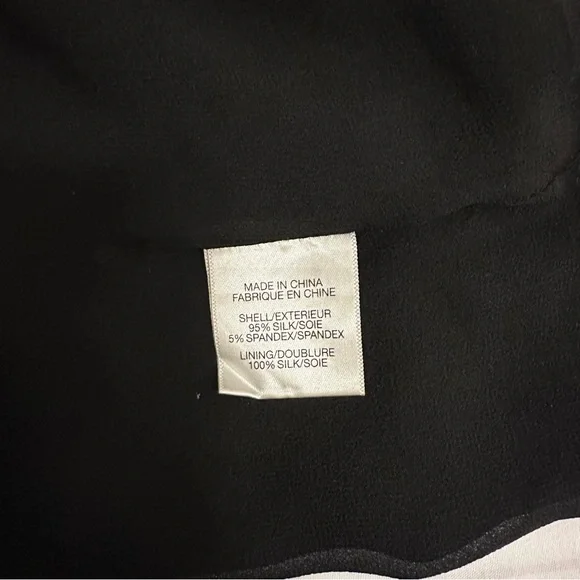 MADE IN CHINA
FABRIQUE EN CHINE
SHELL/EXTERIEUR
95% SILK/SOIE
5% SPANDEX/SPANDEX
LINING/DOUBLURE
100% SILK/SOIE